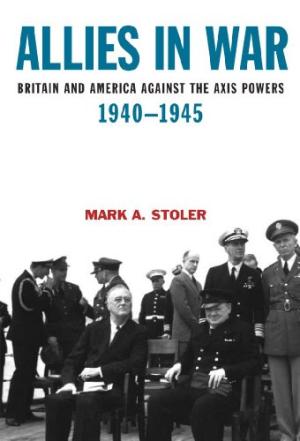 ALLIES IN WAR
BRITAIN AND AMERICA AGAINST THE AXIS POWERS
1940–1945
MARK A. STOLER